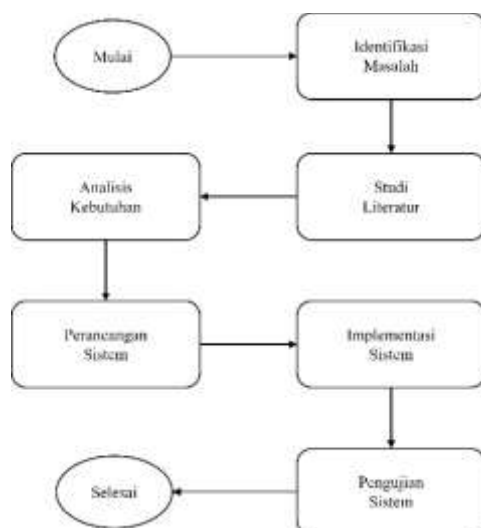 Mulai
Identifikasi
Masalah
Studi
Literatur
Analisis
Kebutuhan
Perancangan
Sistem
Implementasi
Sistem
Pengujian
Sistem
Selesai